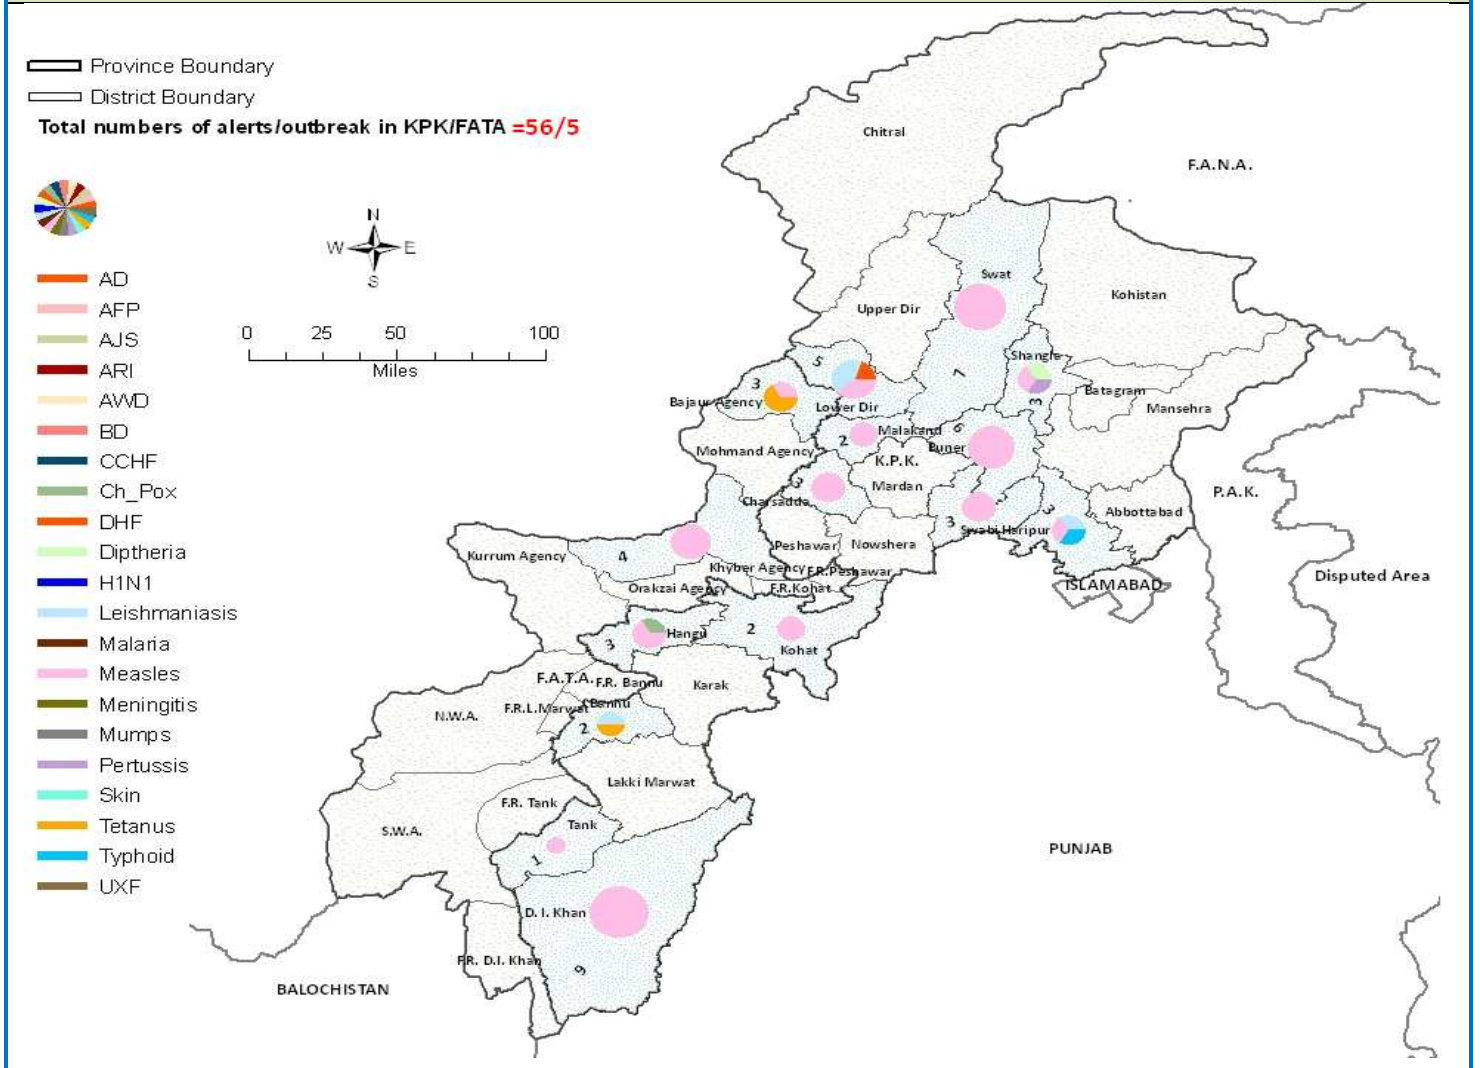 Province Boundary
District Boundary
Total numbers of alerts/outbreak in KPK/FATA =56/5
N
W E
S
0 25 50 100
Miles
AD
AFP
AJS
ARI
AWD
BD
CCHF
Ch_Pox
DHF
Diptheria
H1N1
Leishmaniasis
Malaria
Measles
Meningitis
Mumps
Pertussis
Skin
Tetanus
Typhoid
UXF
Chitral
F.A.N.A.
Swat
7
Upper Dir
Kohistan
Shangla
3
Batagram
Mansehra
5
Lower Dir
3
Bajaur Agency
2
Malakand
6
Buner
Mohmand Agency
K.P.K.
Mardan
3
Charsadda
P.A.K.
Abbottabad
3
Swabi
3
Haripur
Peshawar
Nowshera
Kurrum Agency
4
Khyber Agency
F.R.Peshawar
Orakzai Agency
F.R.Kohat
ISLAMABAD
Disputed Area
3
Hangu
2
Kohat
F.A.T.A.
F.R. Bannu
Karak
N.W.A.
F.R.L.Marwat
Bannu
2
Lakki Marwat
F.R. Tank
Tank
1
S.W.A.
PUNJAB
D. I. Khan
9
F.R. D.I. Khan
BALOCHISTAN